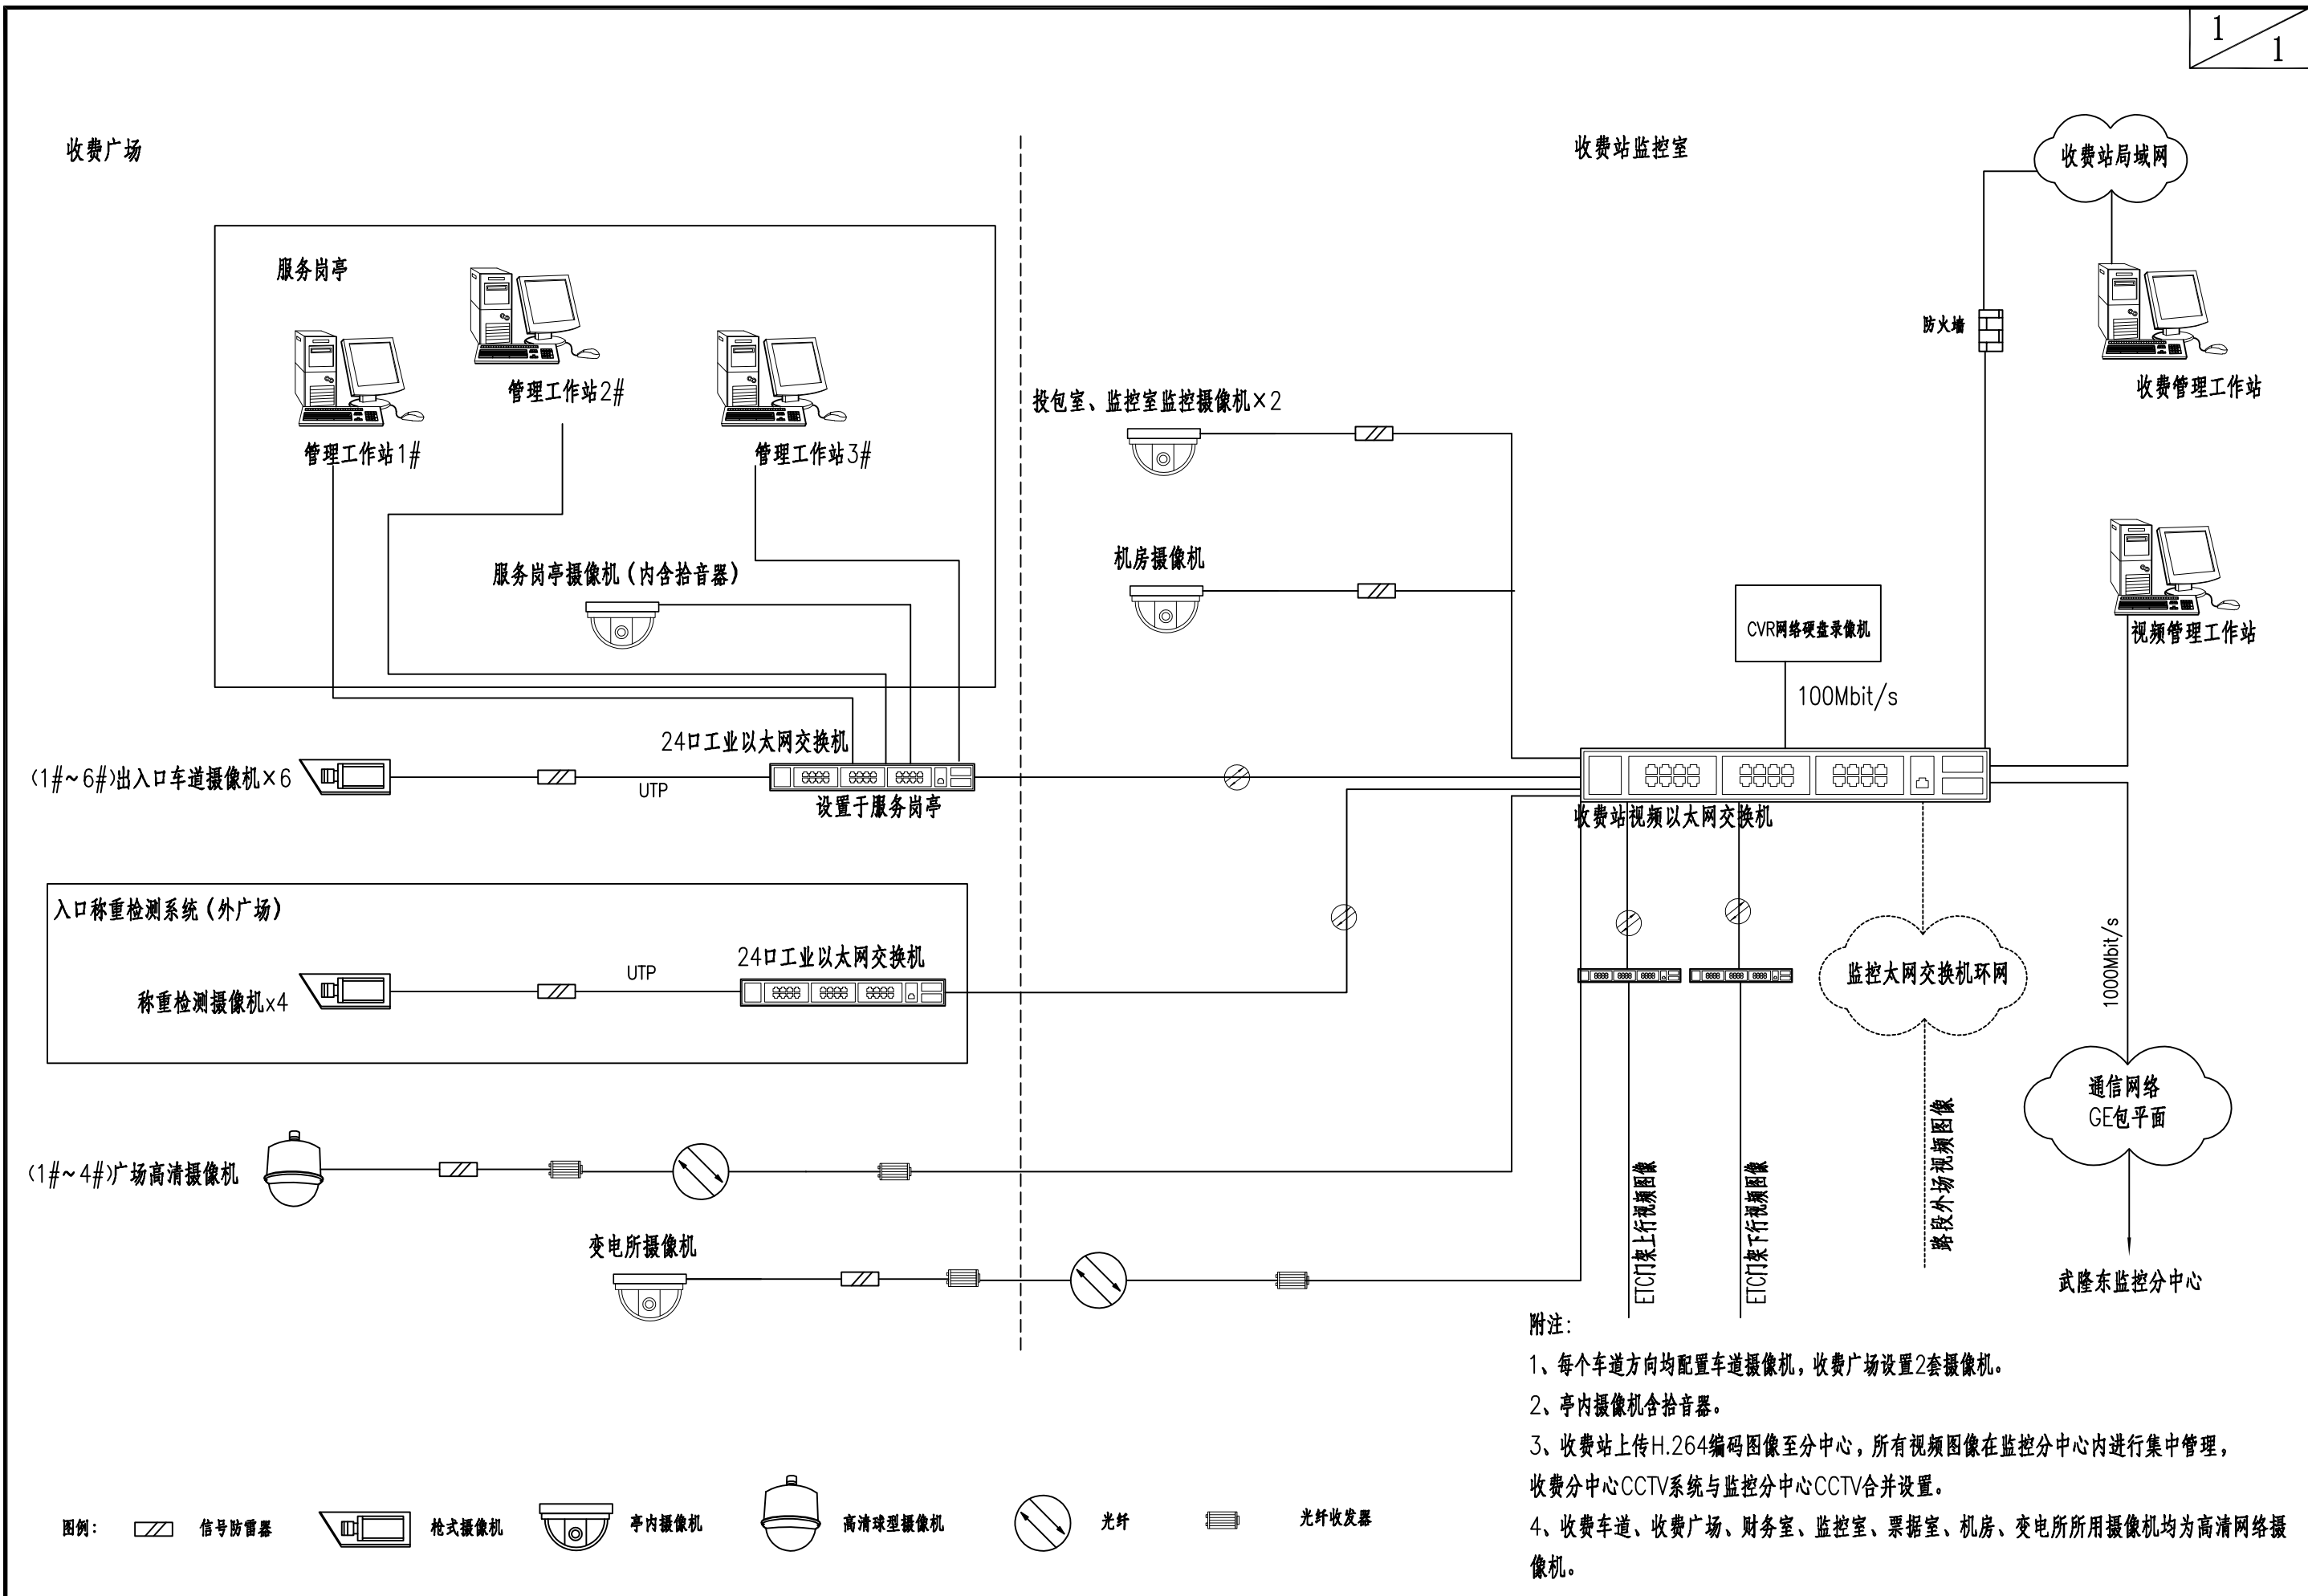 1
1
收费广场
收费站监控室
收费站局域网
服务岗亭
防火墙
管理工作站2#
收费管理工作站
投包室、监控室监控摄像机×2
管理工作站1#
管理工作站3#
机房摄像机
服务岗亭摄像机（内含拾音器）
CVR网络硬盘录像机
视频管理工作站
100Mbit/s
24口工业以太网交换机
(1#~6#)出入口车道摄像机×6
UTP
设置于服务岗亭
收费站视频以太网交换机
入口称重检测系统（外广场）
24口工业以太网交换机
UTP
称重检测摄像机x4
监控太网交换机环网
1000Mbit/s
通信网络
GE包平面
(1#~4#)广场高清摄像机
ETC门架上行视频图像
ETC门架下行视频图像
路段外场视频图像
变电所摄像机
武隆东监控分中心
附注：
1、每个车道方向均配置车道摄像机，收费广场设置2套摄像机。
2、亭内摄像机含拾音器。
3、收费站上传H.264编码图像至分中心，所有视频图像在监控分中心内进行集中管理，
收费分中心CCTV系统与监控分中心CCTV合并设置。
4、收费车道、收费广场、财务室、监控室、票据室、机房、变电所所用摄像机均为高清网络摄
像机。
图例：
信号防雷器
枪式摄像机
亭内摄像机
高清球型摄像机
光纤
光纤收发器